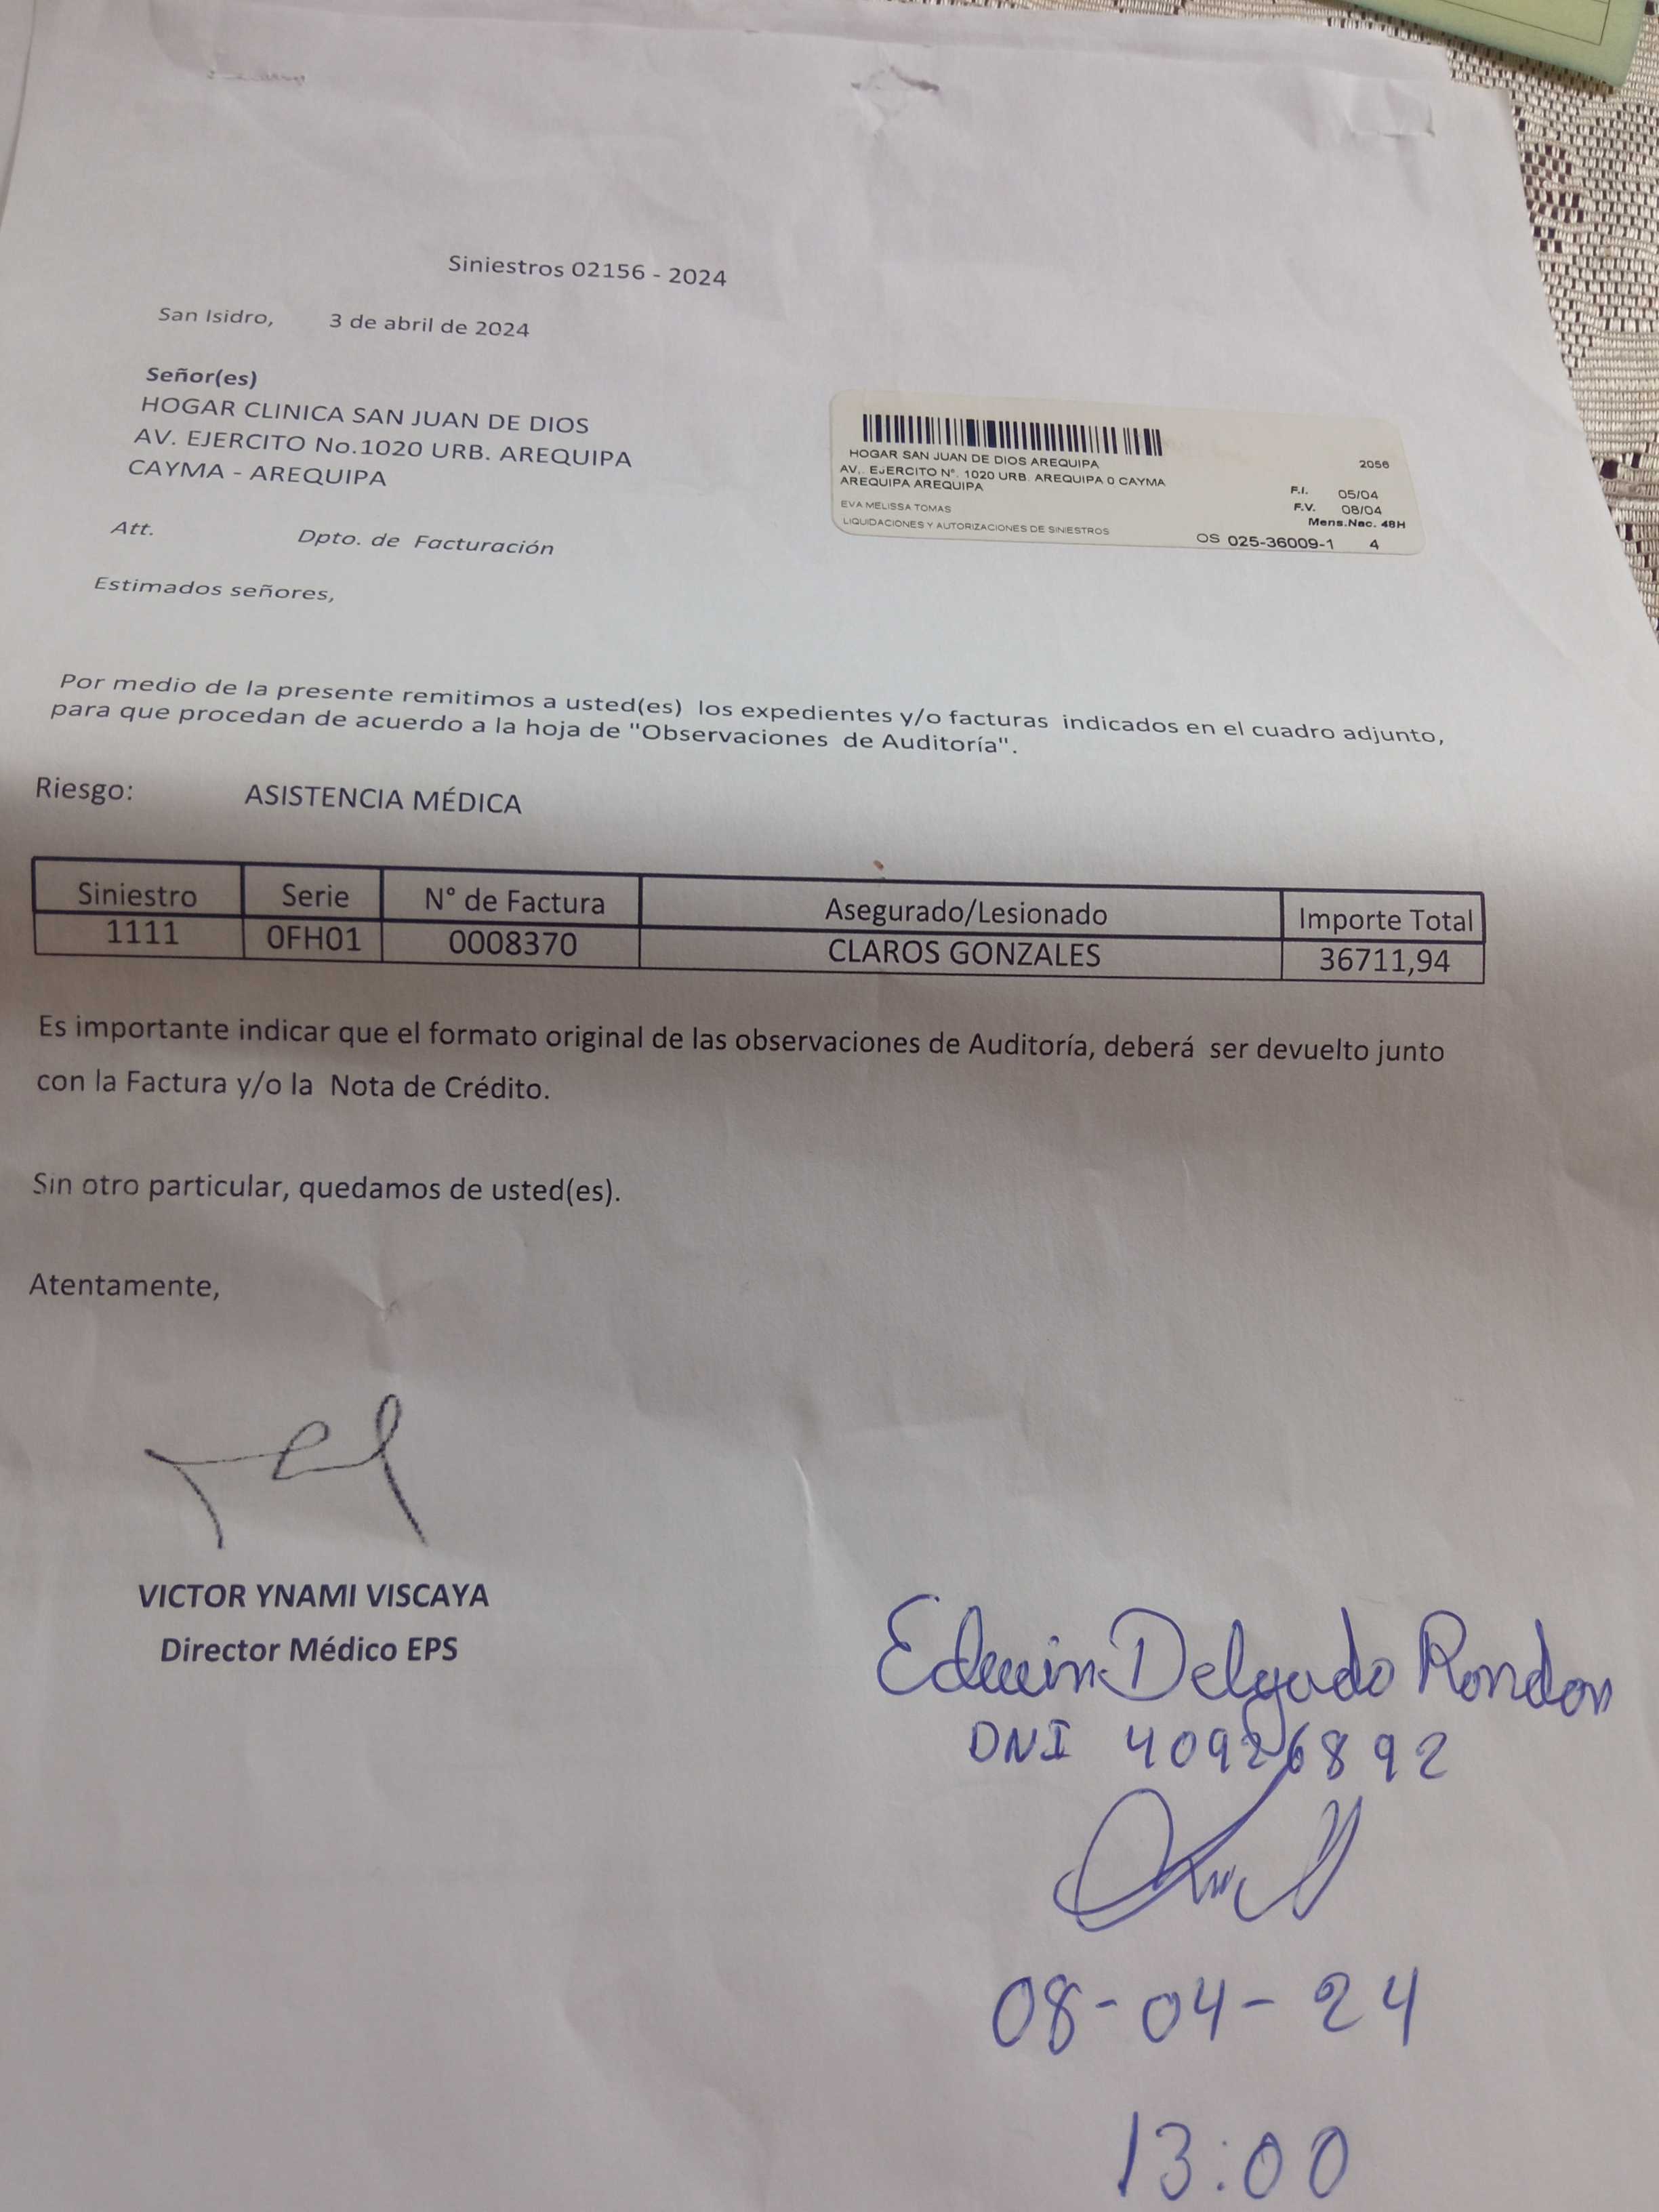 Siniestros 02156 - 2024
San Isidro, 3 de abril de 2024
Señor(es)
HOGAR CLINICA SAN JUAN DE DIOS
AV. EJERCITO No.1020 URB. AREQUIPA
CAYMA - AREQUIPA
HOGAR SAN JUAN DE DIOS AREQUIPA 2056
AV,. EJERCITO N°. 1020 URB. AREQUIPA 0 CAYMA
AREQUIPA AREQUIPA
F.I. 05/04
EVA MELISSA TOMAS F.V. 08/04
LIQUIDACIONES Y AUTORIZACIONES DE SINIESTROS Mens.Nac. 48H
OS 025-36009-1 4
Att. Dpto. de Facturación
Estimados señores,
Por medio de la presente remitimos a usted(es) los expedientes y/o facturas indicados en el cuadro adjunto,
para que procedan de acuerdo a la hoja de "Observaciones de Auditoría".
Riesgo: ASISTENCIA MÉDICA
Siniestro Serie N° de Factura Asegurado/Lesionado Importe Total
1111 0FH01 0008370 CLAROS GONZALES 36711,94
Es importante indicar que el formato original de las observaciones de Auditoría, deberá ser devuelto junto
con la Factura y/o la Nota de Crédito.
Sin otro particular, quedamos de usted(es).
Atentamente,
VICTOR YNAMI VISCAYA
Director Médico EPS
Edwin Delgado Rondon
DNI 40926892
08-04-24
13:00